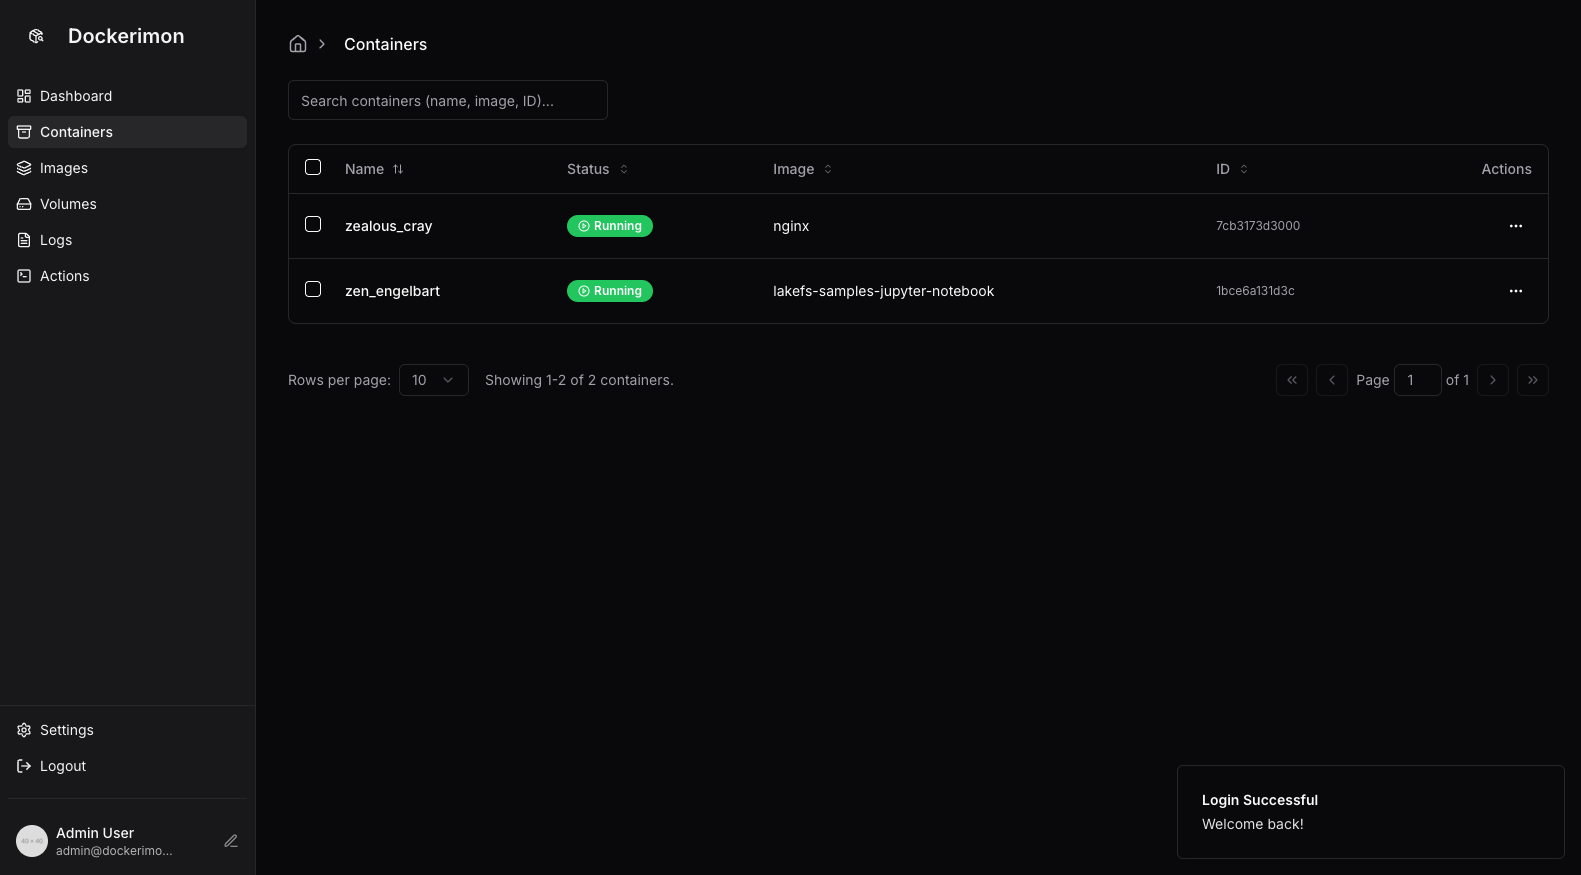 Dockerimon
Dashboard
Containers
Images
Volumes
Logs
Actions
Settings
Logout
Admin User
admin@dockerimo...
Containers
Search containers (name, image, ID)...
Name Status Image ID Actions
zealous_cray Running nginx 7cb3173d3000
zen_engelbart Running lakefs-samples-jupyter-notebook 1bce6a131d3c
Rows per page: 10 Showing 1-2 of 2 containers. Page 1 of 1
Login Successful
Welcome back!